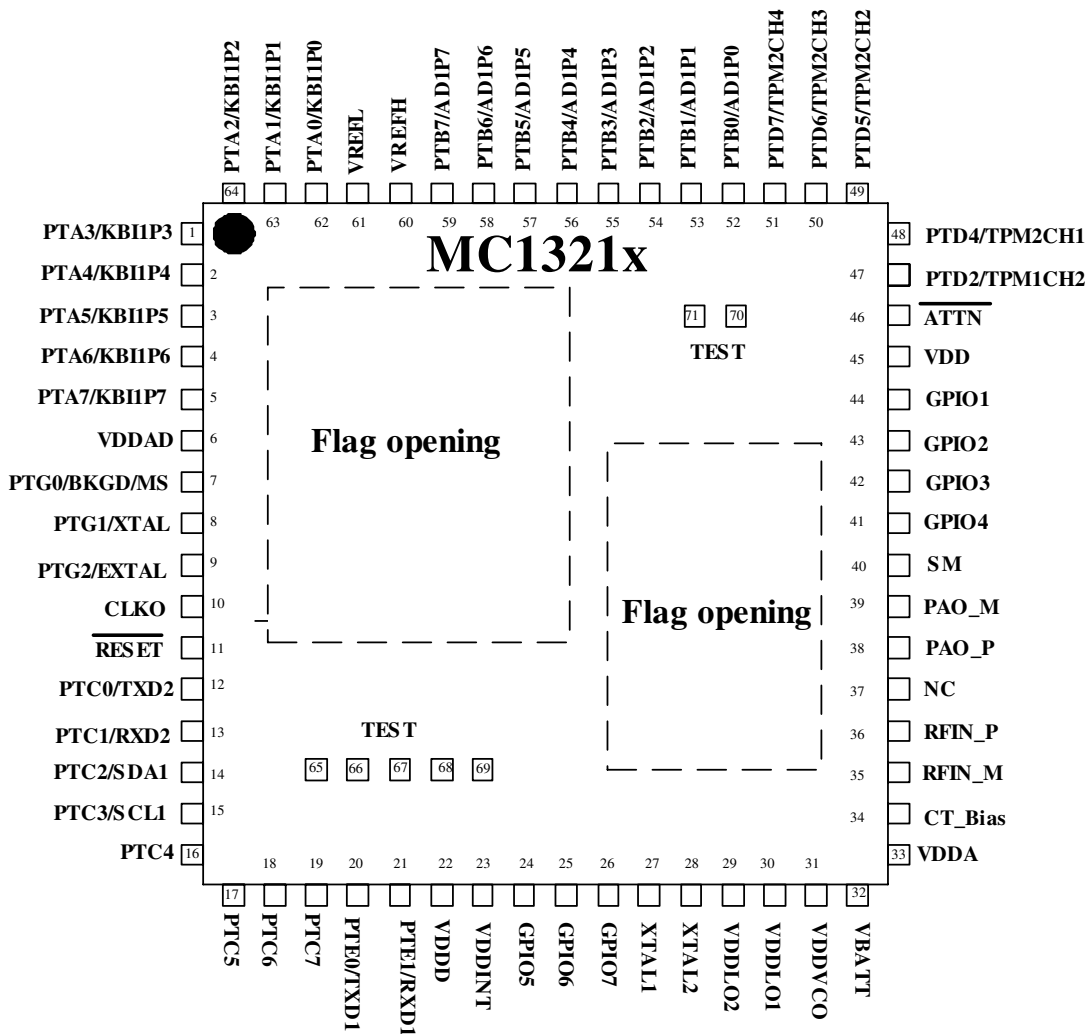 PTA2/KBI1P2
PTA1/KBI1P1
PTA0/KBI1P0
VREFL
VREFH
PTB7/AD1P7
PTB6/AD1P6
PTB5/AD1P5
PTB4/AD1P4
PTB3/AD1P3
PTB2/AD1P2
PTB1/AD1P1
PTB0/AD1P0
PTD7/TPM2CH4
PTD6/TPM2CH3
PTD5/TPM2CH2
64
63
62
61
60
59
58
57
56
55
54
53
52
51
50
49
MC1321x
PTA3/KBI1P3 1
PTA4/KBI1P4 2
PTA5/KBI1P5 3
PTA6/KBI1P6 4
PTA7/KBI1P7 5
VDDAD 6
PTG0/BKGD/MS 7
PTG1/XTAL 8
PTG2/EXTAL 9
CLKO 10
RESET 11
PTC0/TXD2 12
PTC1/RXD2 13
PTC2/SDA1 14
PTC3/SCL1 15
PTC4 16
71 70
TEST
Flag opening
Flag opening
TEST
65 66 67 68 69
48 PTD4/TPM2CH1
47 PTD2/TPM1CH2
46 ATTN
45 VDD
44 GPIO1
43 GPIO2
42 GPIO3
41 GPIO4
40 SM
39 PAO_M
38 PAO_P
37 NC
36 RFIN_P
35 RFIN_M
34 CT_Bias
33 VDDA
17
18
19
20
21
22
23
24
25
26
27
28
29
30
31
32
PTC5
PTC6
PTC7
PTE0/TXD1
PTE1/RXD1
VDDD
VDDINT
GPIO5
GPIO6
GPIO7
XTAL1
XTAL2
VDDLO2
VDDLO1
VDDVCO
VBATT